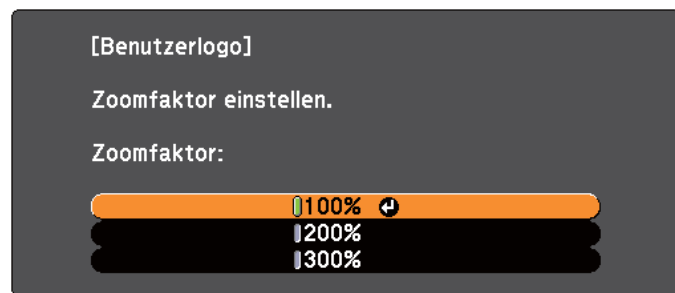 [Benutzerlogo]
Zoomfaktor einstellen.
Zoomfaktor:
100%
200%
300%